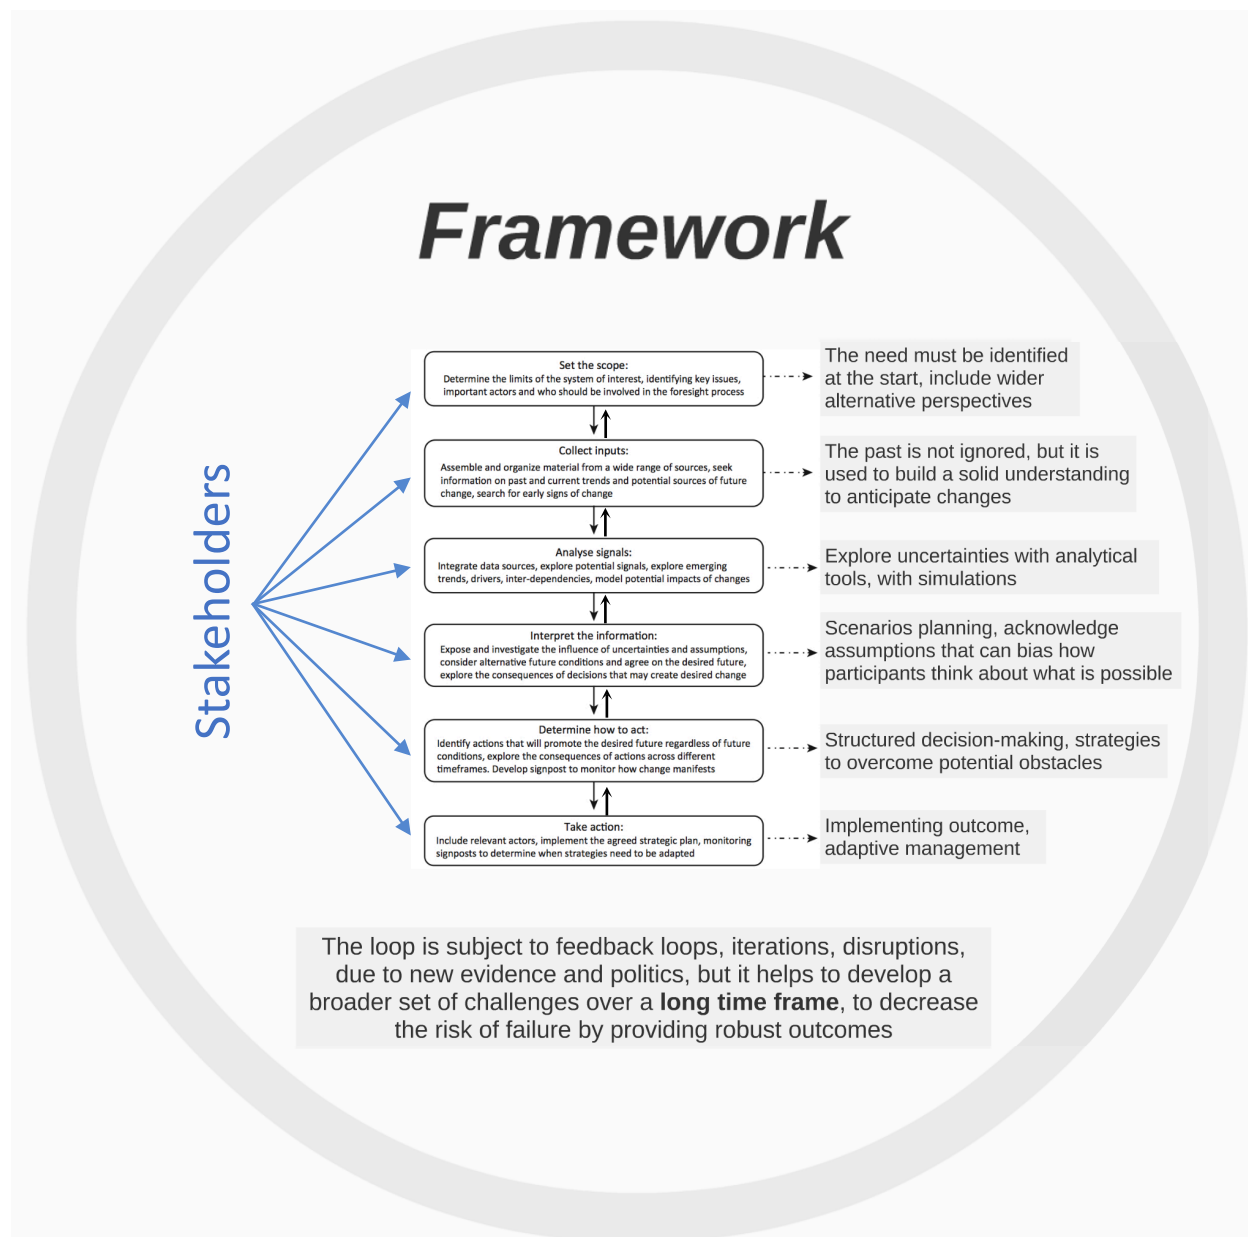 Framework
Stakeholders
Set the scope:
Determine the limits of the system of interest, identifying key issues,
important actors and who should be involved in the foresight process
The need must be identified
at the start, include wider
alternative perspectives
Collect inputs:
Assemble and organize material from a wide range of sources, seek
information on past and current trends and potential sources of future
change, search for early signs of change
The past is not ignored, but it is
used to build a solid understanding
to anticipate changes
Analyse signals:
Integrate data sources, explore potential signals, explore emerging
trends, drivers, inter-dependencies, model potential impacts of changes
Explore uncertainties with analytical
tools, with simulations
Interpret the information:
Expose and investigate the influence of uncertainties and assumptions,
consider alternative future conditions and agree on the desired future,
explore the consequences of decisions that may create desired change
Scenarios planning, acknowledge
assumptions that can bias how
participants think about what is possible
Determine how to act:
Identify actions that will promote the desired future regardless of future
conditions, explore the consequences of actions across different
timeframes. Develop signpost to monitor how change manifests
Structured decision-making, strategies
to overcome potential obstacles
Take action:
Include relevant actors, implement the agreed strategic plan, monitoring
signposts to determine when strategies need to be adapted
Implementing outcome,
adaptive management
The loop is subject to feedback loops, iterations, disruptions,
due to new evidence and politics, but it helps to develop a
broader set of challenges over a long time frame, to decrease
the risk of failure by providing robust outcomes